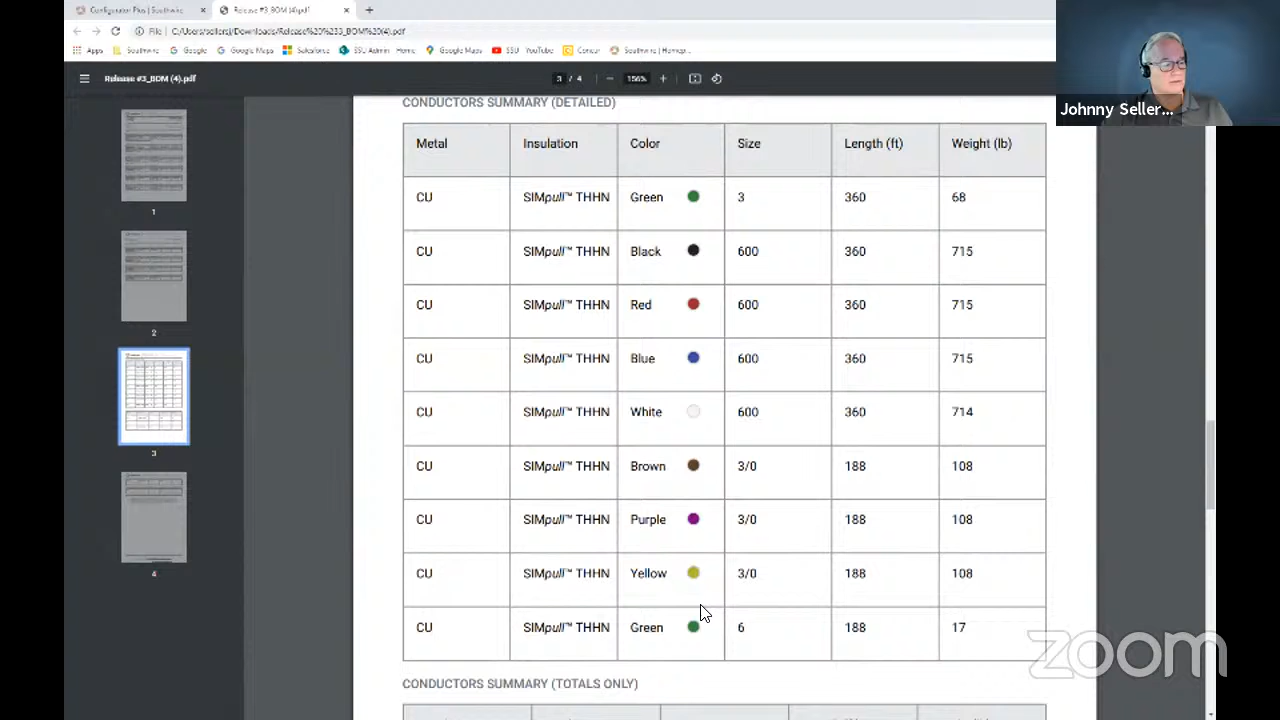 Configurator Plus | Southwire
Release #3_BOM (4).pdf
File | C:/Users/sellersj/Downloads/Release%20%233_BOM%20(4).pdf
Apps Southwire Google Google Maps Salesforce SSU Admin Home Google Maps SSU YouTube Concur Southwire | Homep...
Release #3_BOM (4).pdf
3 / 4
156%
Johnny Seller...
1
2
3
4
CONDUCTORS SUMMARY (DETAILED)
Metal Insulation Color Size Length (ft) Weight (lb)
CU SIMpull™ THHN Green 3 360 68
CU SIMpull™ THHN Black 600 360 715
CU SIMpull™ THHN Red 600 360 715
CU SIMpull™ THHN Blue 600 360 715
CU SIMpull™ THHN White 600 360 714
CU SIMpull™ THHN Brown 3/0 188 108
CU SIMpull™ THHN Purple 3/0 188 108
CU SIMpull™ THHN Yellow 3/0 188 108
CU SIMpull™ THHN Green 6 188 17
CONDUCTORS SUMMARY (TOTALS ONLY)
zoom